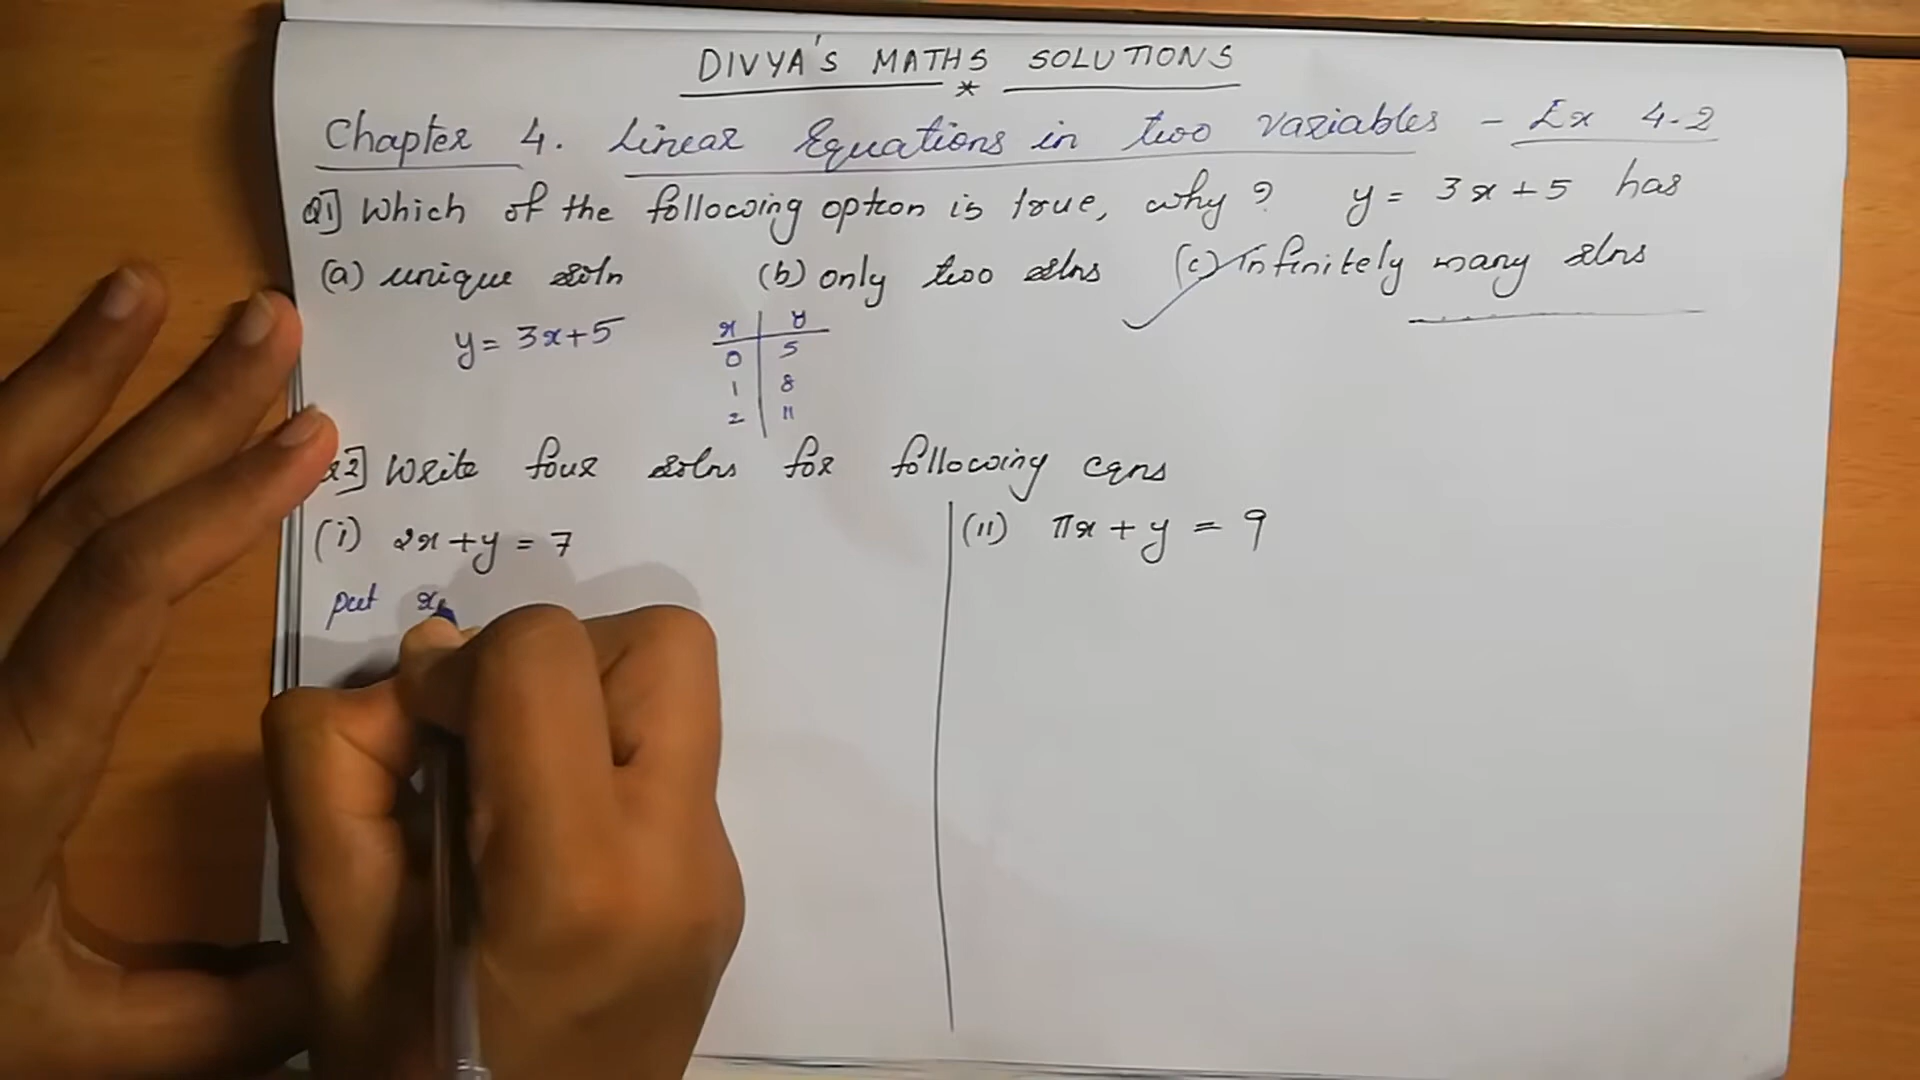 DIVYA'S MATHS SOLUTIONS
*
Chapter 4. Linear Equations in two variables - Ex 4.2
Q1] Which of the following option is true, why? y = 3x+5 has
(a) unique soln (b) only two slns (c) infinitely many slns
y = 3x+5
x y
0 5
1 8
2 11
2] Write four solns for following eqns
(i) 2x+y = 7 (ii) πx + y = 9
put x